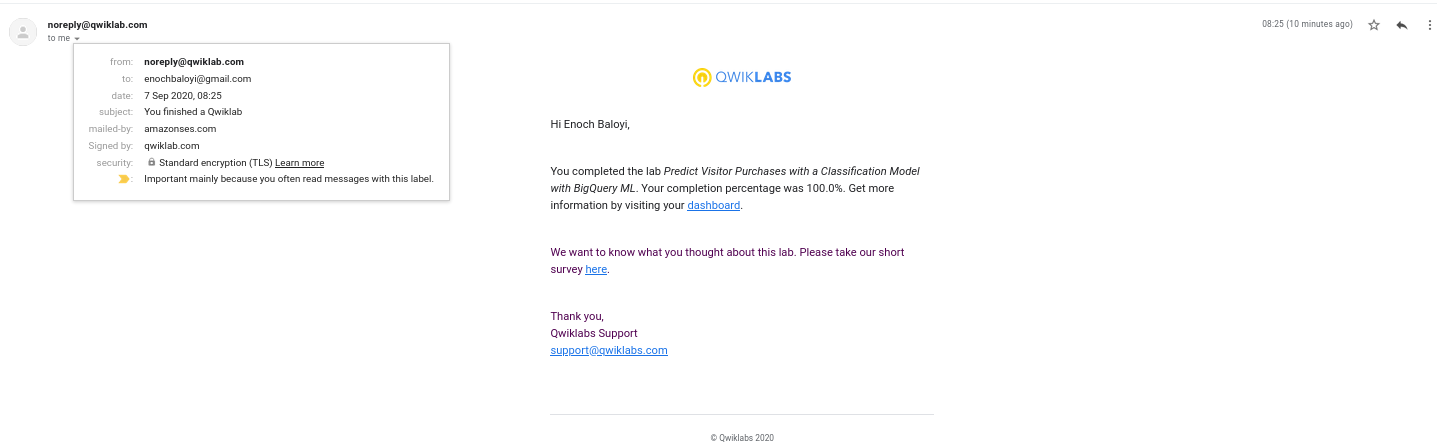 noreply@qwiklab.com
08:25 (10 minutes ago)
to me
from: noreply@qwiklab.com
to: enochbaloyi@gmail.com
date: 7 Sep 2020, 08:25
subject: You finished a Qwiklab
mailed-by: amazonses.com
Signed by: qwiklab.com
security: Standard encryption (TLS) Learn more
: Important mainly because you often read messages with this label.
QWIKLABS
Hi Enoch Baloyi,
You completed the lab Predict Visitor Purchases with a Classification Model
with BigQuery ML. Your completion percentage was 100.0%. Get more
information by visiting your dashboard.
We want to know what you thought about this lab. Please take our short
survey here.
Thank you,
Qwiklabs Support
support@qwiklabs.com
© Qwiklabs 2020